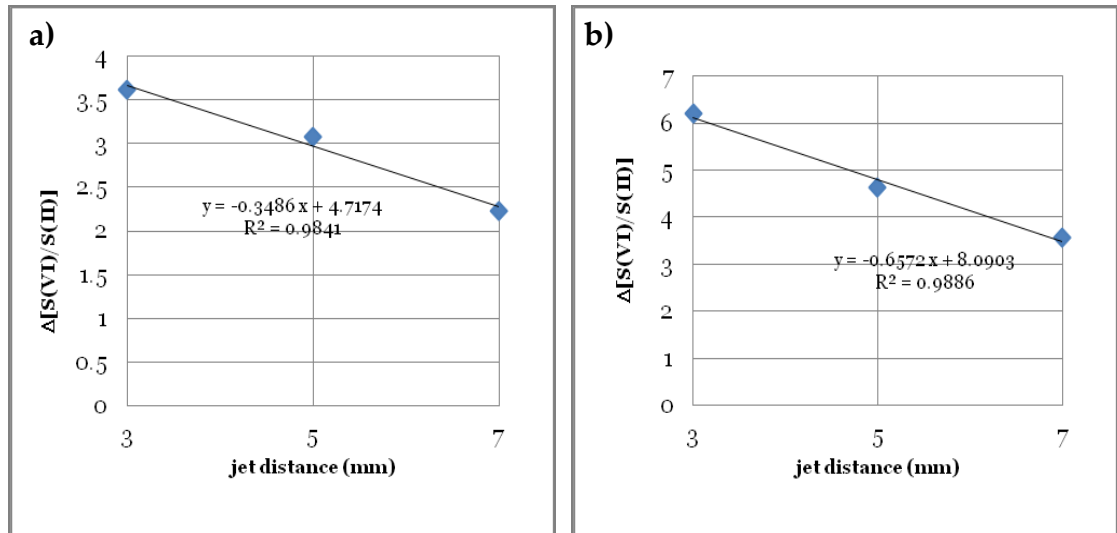 a)
4
3.5
3
2.5
2
1.5
1
0.5
0
Δ[S(VI)/S(II)]
y = -0.3486 x + 4.7174
R² = 0.9841
3 5 7
jet distance (mm)
b)
7
6
5
4
3
2
1
0
Δ[S(VI)/S(II)]
y = -0.6572 x + 8.0903
R² = 0.9886
3 5 7
jet distance (mm)